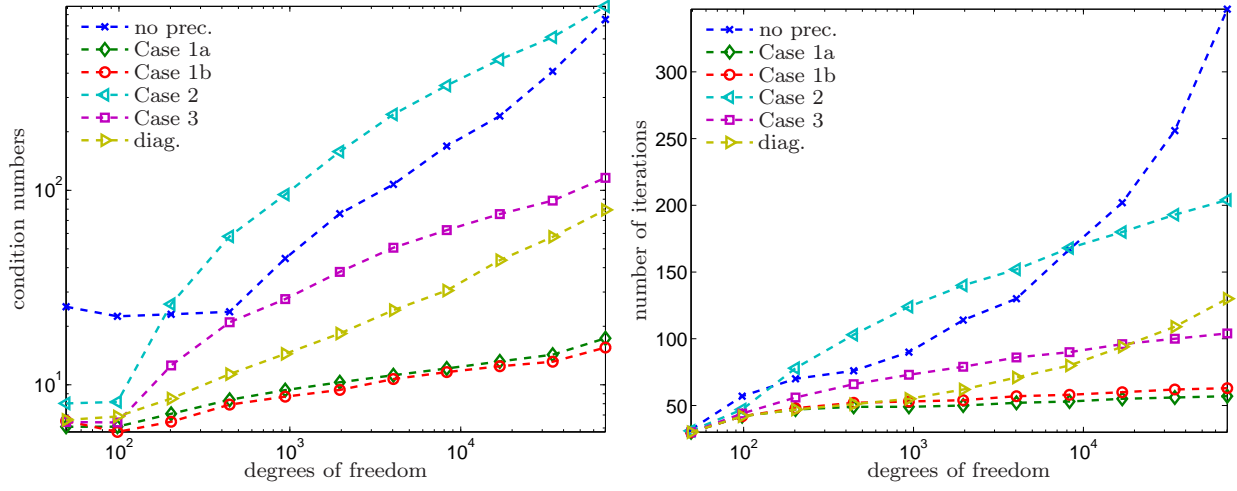 no prec.
Case 1a
Case 1b
Case 2
Case 3
diag.
10^2
10^1
condition numbers
10^2
10^3
10^4
degrees of freedom
no prec.
Case 1a
Case 1b
Case 2
Case 3
diag.
300
250
200
150
100
50
number of iterations
10^2
10^3
10^4
degrees of freedom